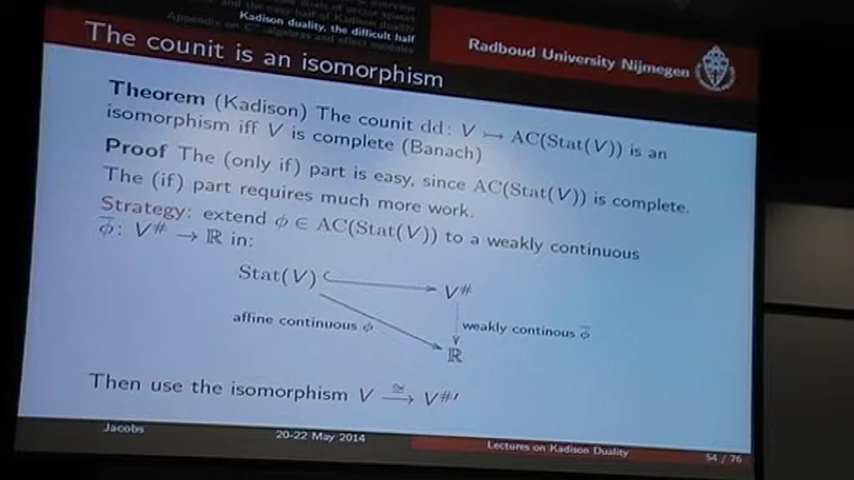 Kadison duality, the difficult half
The counit is an isomorphism
Radboud University Nijmegen
Theorem (Kadison) The counit dd: V ↣ AC(Stat(V)) is an
isomorphism iff V is complete (Banach)
Proof The (only if) part is easy, since AC(Stat(V)) is complete.
The (if) part requires much more work.
Strategy: extend ϕ ∈ AC(Stat(V)) to a weakly continuous
ϕ̅: V# → ℝ in:
Stat(V)
V#
affine continuous ϕ
weakly continous ϕ̅
ℝ
Then use the isomorphism V ≅⟶ V#′
Jacobs
20-22 May 2014
Lectures on Kadison Duality
54 / 76